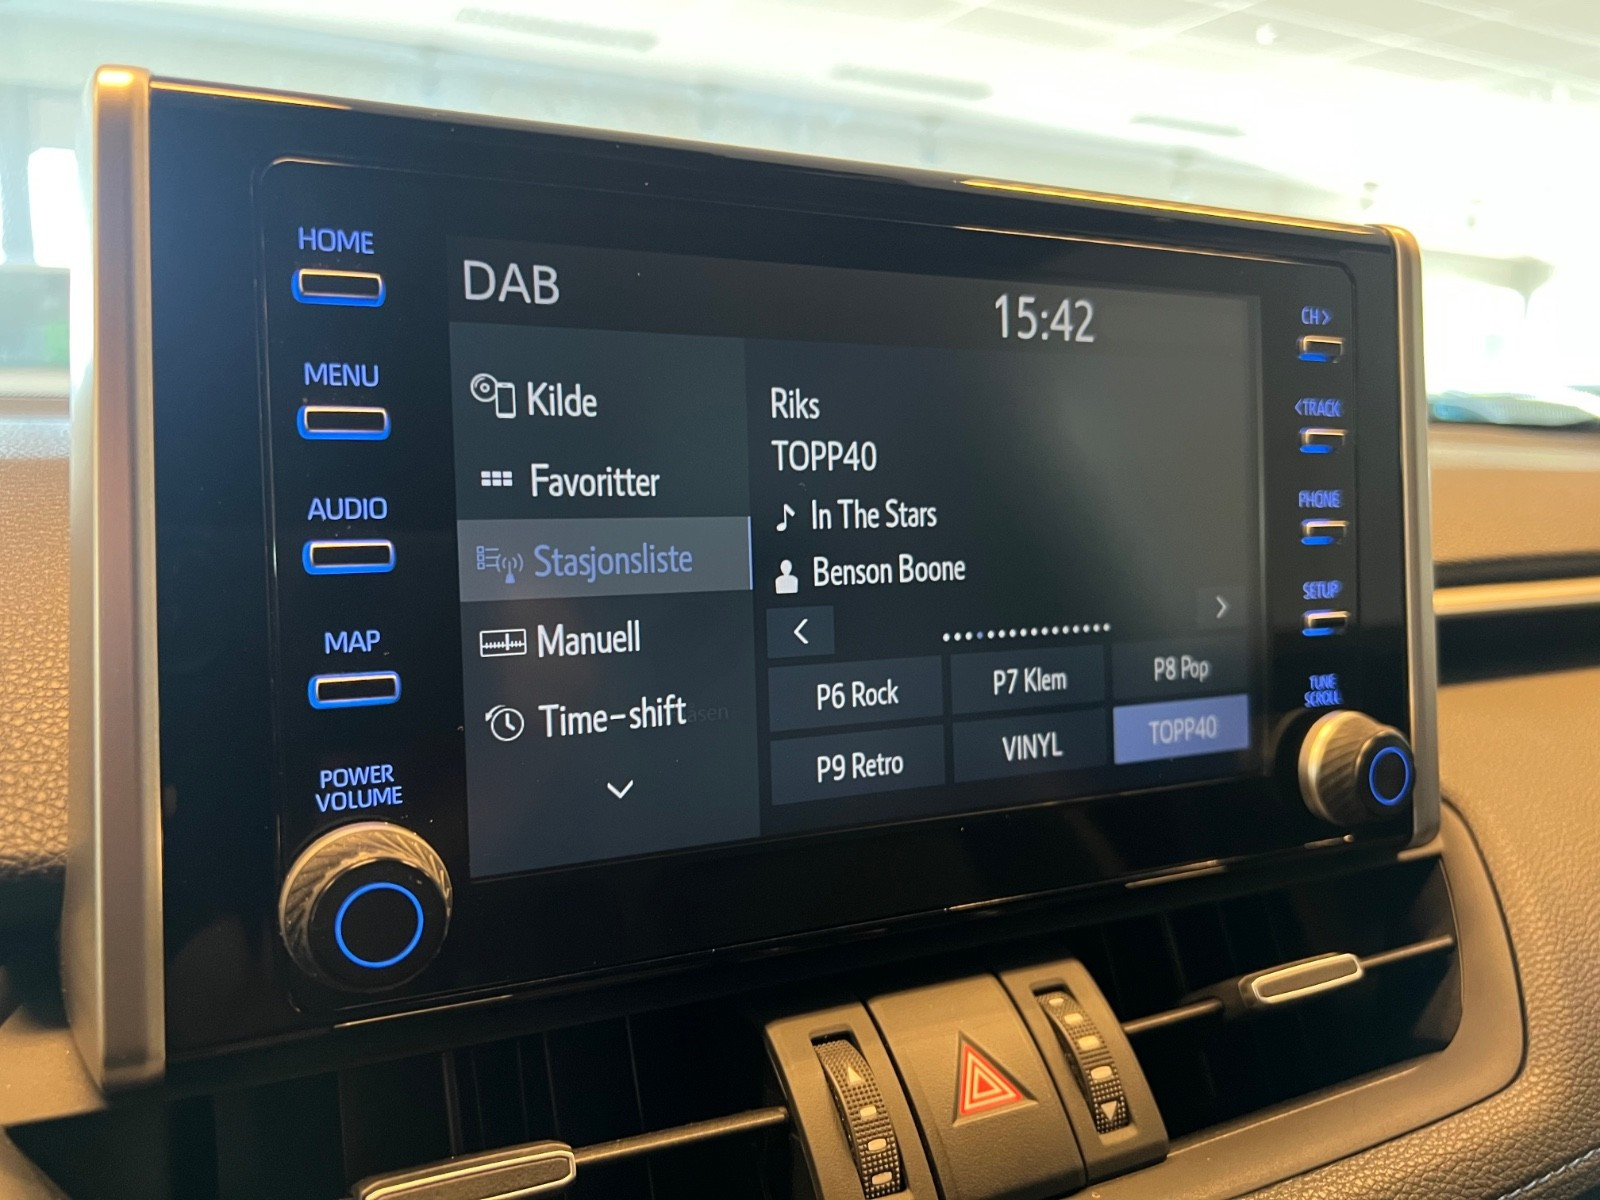 HOME
MENU
AUDIO
MAP
POWER
VOLUME
DAB
15:42
Kilde
Favoritter
Stasjonsliste
Manuell
Time-shift
Riks
TOPP40
In The Stars
Benson Boone
P6 Rock
P7 Klem
P8 Pop
P9 Retro
VINYL
TOPP40
CH>
<TRACK
PHONE
SETUP
TUNE
SCROLL